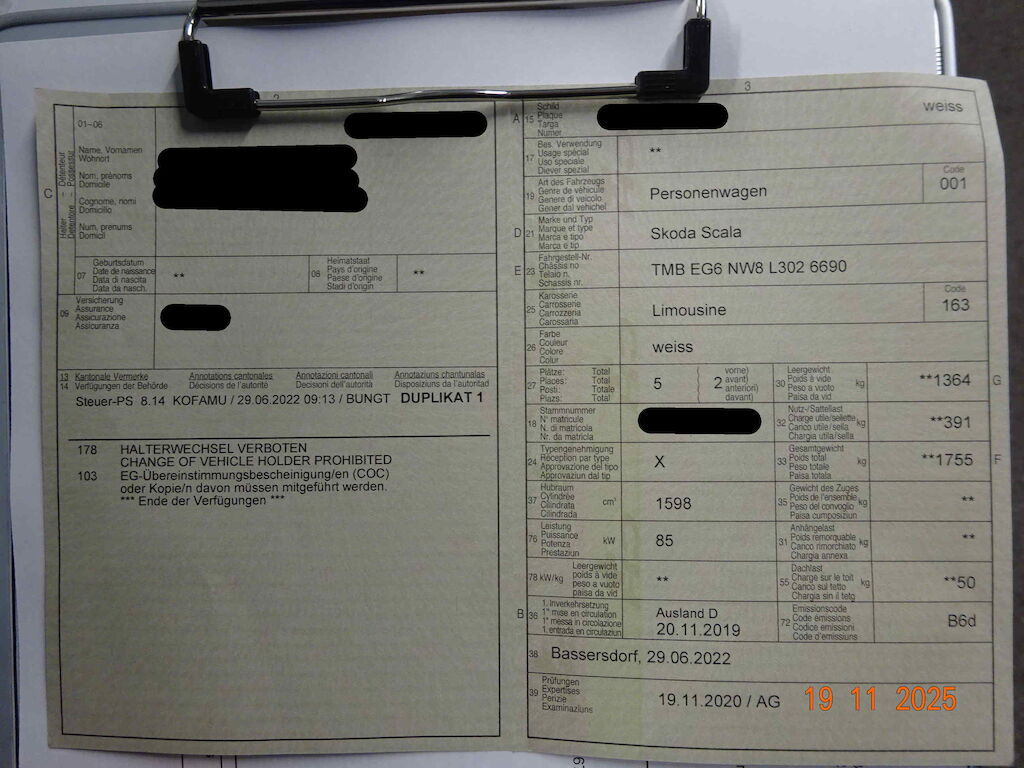 2
3
01–06
Name, Vornamen
Wohnort
Nom, prénoms
Domicile
Cognome, nomi
Domicilio
Num, prenums
Domicil
C
Halter – Détenteur
Detentore – Possessur
07
Geburtsdatum
Date de naissance
Data di nascita
Data da nasch.
**
08
Heimatstaat
Pays d'origine
Paese d'origine
Stadi d'origin
**
09
Versicherung
Assurance
Assicurazione
Assicuranza
13 Kantonale Vermerke Annotations cantonales Annotazioni cantonali Annotaziuns chantunalas
14 Verfügungen der Behörde Décisions de l'autorité Decisioni dell'autorità Disposiziuns da l'autoritad
Steuer-PS 8.14 KOFAMU / 29.06.2022 09:13 / BUNGT DUPLIKAT 1
178 HALTERWECHSEL VERBOTEN
CHANGE OF VEHICLE HOLDER PROHIBITED
103 EG-Übereinstimmungsbescheinigung/en (COC)
oder Kopie/n davon müssen mitgeführt werden.
*** Ende der Verfügungen ***
A 15
Schild
Plaque
Targa
Numer
weiss
17
Bes. Verwendung
Usage spécial
Uso speciale
Diever spezial
**
19
Art des Fahrzeugs
Genre de véhicule
Genere di veicolo
Gener dal vehichel
Personenwagen
Code
001
D 21
Marke und Typ
Marque et type
Marca e tipo
Marca e tip
Skoda Scala
E 23
Fahrgestell-Nr.
Châssis no
Telaio n.
Schassis nr.
TMB EG6 NW8 L302 6690
25
Karosserie
Carrosserie
Carrozzeria
Carossaria
Limousine
Code
163
26
Farbe
Couleur
Colore
Colur
weiss
27
Plätze: Total
Places: Total
Posti: Totale
Plazs: Total
5
2
vorne)
avant)
anteriori)
davant)
30
Leergewicht
Poids à vide
Peso a vuoto
Paisa da vid
kg
**1364
G
18
Stammnummer
N° matricule
N. di matricola
Nr. da matricla
32
Nutz-/Sattellast
Charge utile/sellette
Carico utile/sella
Chargia utila/sella
kg
**391
24
Typengenehmigung
Réception par type
Approvazione del tipo
Approvaziun dal tip
X
33
Gesamtgewicht
Poids total
Peso totale
Paisa totala
kg
**1755
F
37
Hubraum
Cylindrée
Cilindrata
Cilindrada
cm³
1598
35
Gewicht des Zuges
Poids de l'ensemble
Peso del convoglio
Paisa cumposiziun
kg
**
76
Leistung
Puissance
Potenza
Prestaziun
kW
85
31
Anhängelast
Poids remorquable
Carico rimorchiato
Chargia annexa
kg
**
78 kW/kg
Leergewicht
poids à vide
peso a vuoto
paisa da vid
**
55
Dachlast
Charge sur le toit
Carico sul tetto
Chargia sin il tetg
kg
**50
B 36
1. Inverkehrsetzung
1re mise en circulation
1a messa in circolazione
1. entrada en circulaziun
Ausland D
20.11.2019
72
Emissionscode
Code émissions
Codice emissioni
Code d'emissiuns
B6d
38 Bassersdorf, 29.06.2022
39
Prüfungen
Expertises
Perizie
Examinaziuns
19.11.2020 / AG
19 11 2025